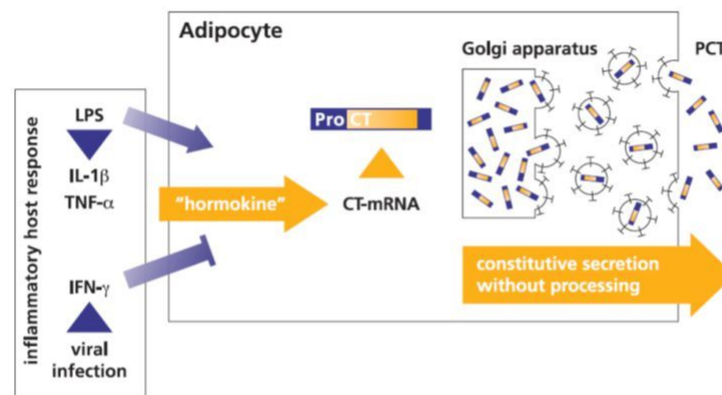 Adipocyte
Golgi apparatus
PCT
inflammatory host response
LPS
IL-1β
TNF-α
IFN-γ
viral
infection
"hormokine"
Pro CT
CT-mRNA
constitutive secretion
without processing